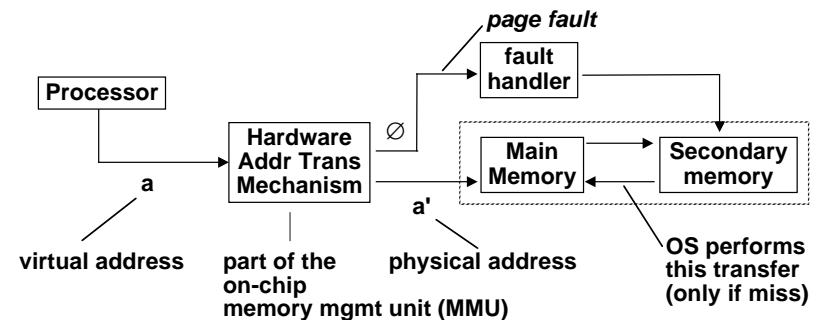 page fault
fault
handler
Processor
∅
Hardware
Addr Trans
Mechanism
Main
Memory
Secondary
memory
a
a'
virtual address
part of the
on-chip
memory mgmt unit (MMU)
physical address
OS performs
this transfer
(only if miss)